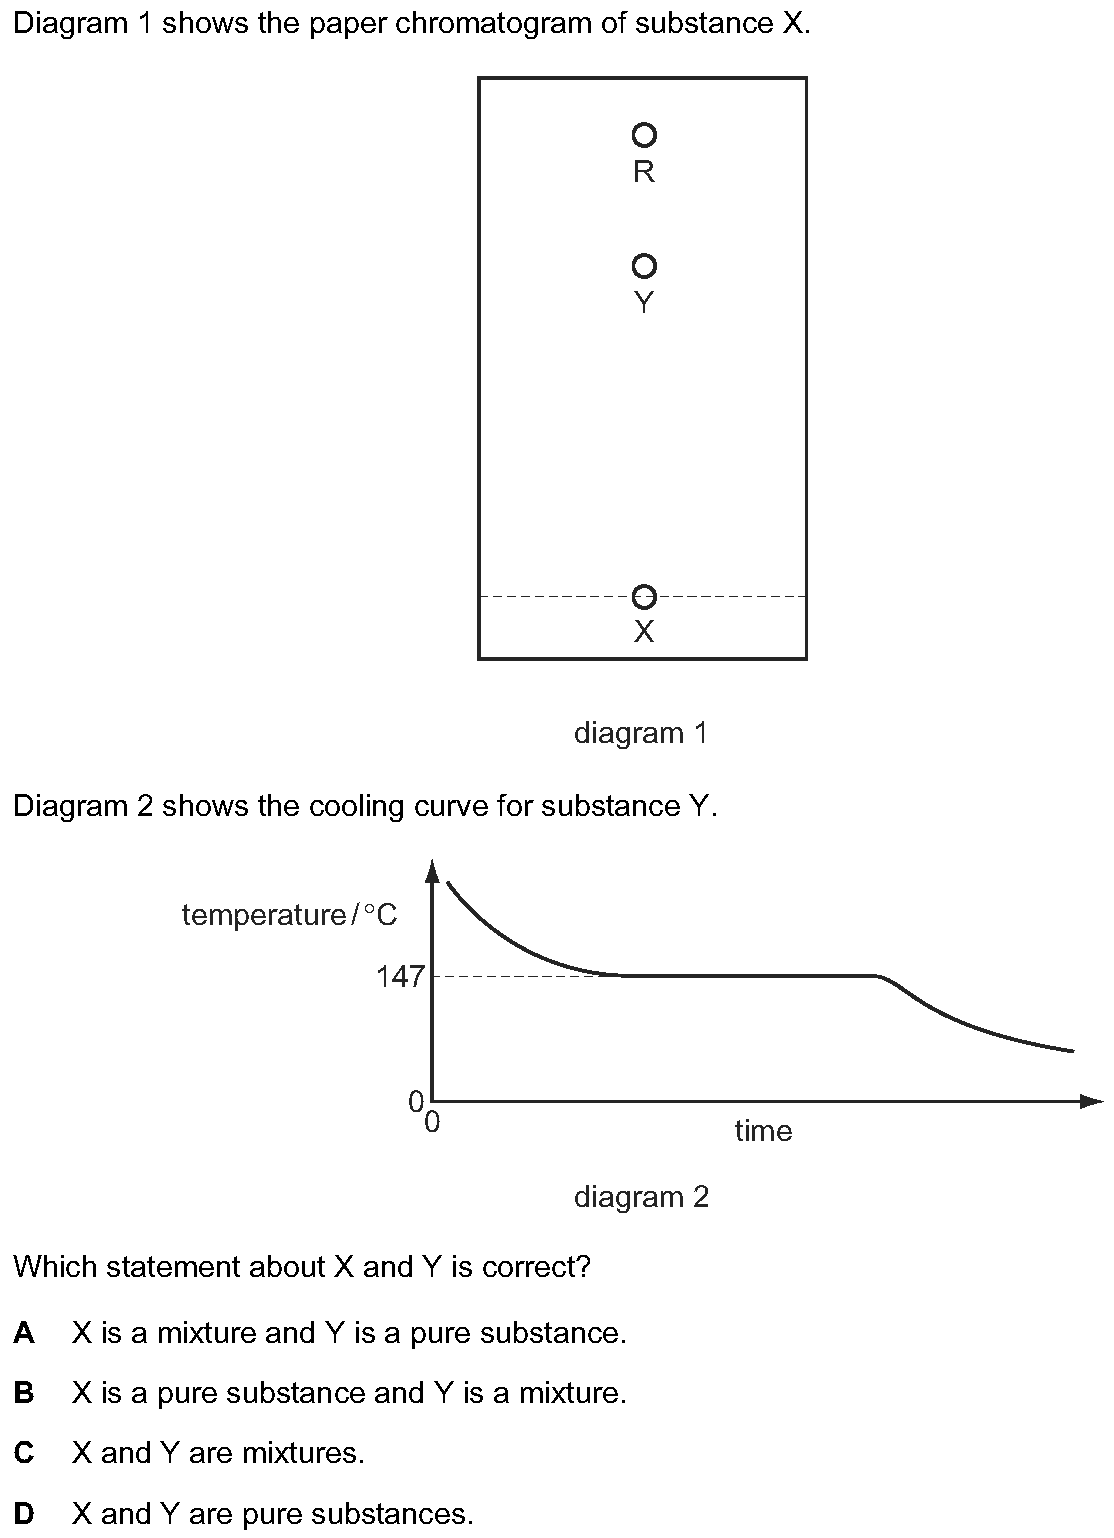 Diagram 1 shows the paper chromatogram of substance X.
R
Y
X
diagram 1
Diagram 2 shows the cooling curve for substance Y.
temperature / °C
147
0
0
time
diagram 2
Which statement about X and Y is correct?
A X is a mixture and Y is a pure substance.
B X is a pure substance and Y is a mixture.
C X and Y are mixtures.
D X and Y are pure substances.